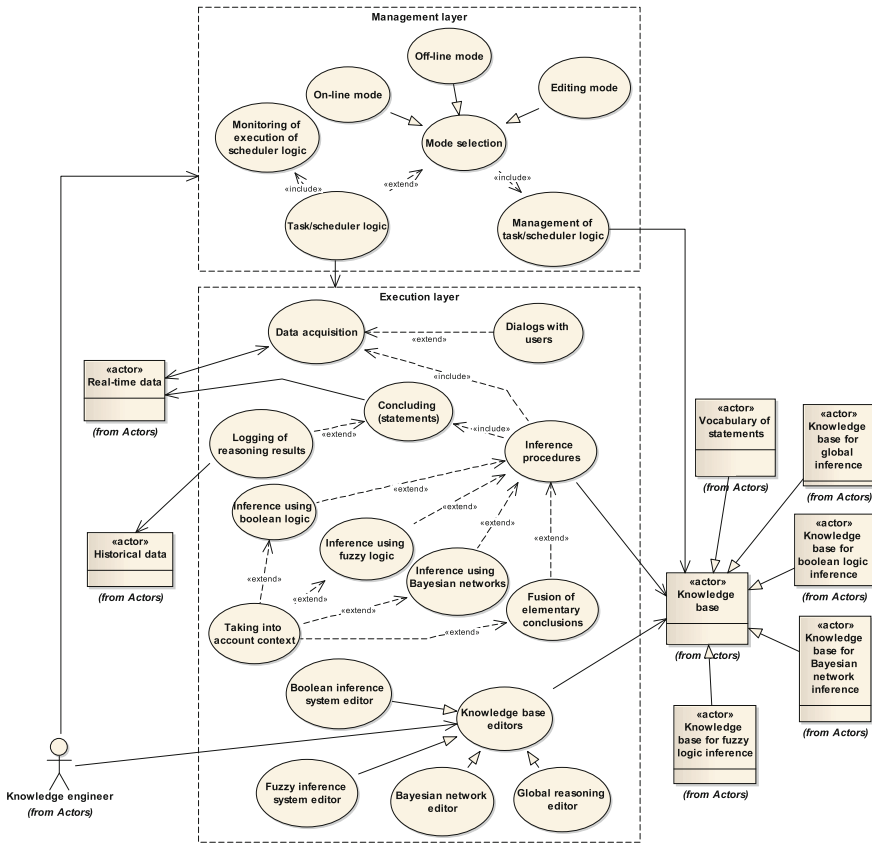 Management layer
Off-line mode
On-line mode
Editing mode
Monitoring of
execution of
scheduler logic
Mode selection
«include»
«extend»
«include»
Task/scheduler logic
Management of
task/scheduler logic
Execution layer
Data acquisition
«extend»
Dialogs with
users
«actor»
Real-time data
(from Actors)
«include»
Concluding
(statements)
«include»
«extend»
Logging of
reasoning results
Inference
procedures
«actor»
Vocabulary of
statements
(from Actors)
«actor»
Knowledge
base for
global
inference
(from Actors)
«extend»
Inference using
boolean logic
«extend»
«extend»
«extend»
«actor»
Historical data
(from Actors)
Inference using
fuzzy logic
Inference using
Bayesian networks
«actor»
Knowledge
base for
boolean logic
inference
(from Actors)
«extend»
«extend»
«extend»
«extend»
Taking into
account context
Fusion of
elementary
conclusions
«actor»
Knowledge
base
(from Actors)
«actor»
Knowledge
base for
Bayesian
network
inference
(from Actors)
Boolean inference
system editor
Knowledge base
editors
«actor»
Knowledge
base for fuzzy
logic inference
(from Actors)
Knowledge engineer
(from Actors)
Fuzzy inference
system editor
Bayesian network
editor
Global reasoning
editor